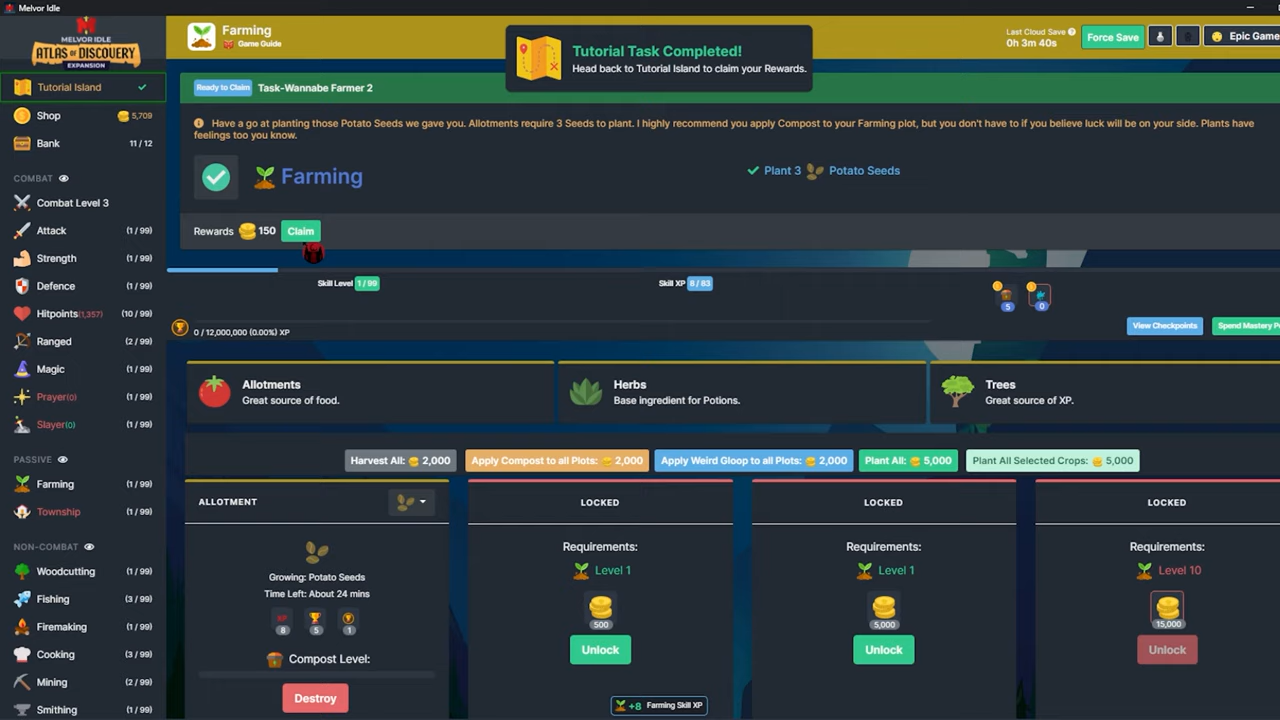 Melvor Idle
MELVOR IDLE
ATLAS OF DISCOVERY
EXPANSION
Tutorial Island
Shop 5,709
Bank 11 / 12
COMBAT
Combat Level 3
Attack (1 / 99)
Strength (1 / 99)
Defence (1 / 99)
Hitpoints(1,357) (10 / 99)
Ranged (2 / 99)
Magic (1 / 99)
Prayer(0) (1 / 99)
Slayer(0) (1 / 99)
PASSIVE
Farming (1 / 99)
Township (1 / 99)
NON-COMBAT
Woodcutting (1 / 99)
Fishing (3 / 99)
Firemaking (1 / 99)
Cooking (3 / 99)
Mining (2 / 99)
Smithing (1 / 99)
Farming
Game Guide
Tutorial Task Completed!
Head back to Tutorial Island to claim your Rewards.
Last Cloud Save
0h 3m 40s
Force Save
Epic Game
Ready to Claim Task-Wannabe Farmer 2
Have a go at planting those Potato Seeds we gave you. Allotments require 3 Seeds to plant. I highly recommend you apply Compost to your Farming plot, but you don't have to if you believe luck will be on your side. Plants have
feelings too you know.
Farming
Plant 3 Potato Seeds
Rewards 150 Claim
Skill Level 1 / 99
Skill XP 8 / 83
5
0
0 / 12,000,000 (0.00%) XP
View Checkpoints
Spend Mastery
Allotments
Great source of food.
Herbs
Base ingredient for Potions.
Trees
Great source of XP.
Harvest All: 2,000
Apply Compost to all Plots: 2,000
Apply Weird Gloop to all Plots: 2,000
Plant All: 5,000
Plant All Selected Crops: 5,000
ALLOTMENT
Growing: Potato Seeds
Time Left: About 24 mins
8 5 1
Compost Level:
Destroy
LOCKED
Requirements:
Level 1
500
Unlock
LOCKED
Requirements:
Level 1
5,000
Unlock
LOCKED
Requirements:
Level 10
15,000
Unlock
+8 Farming Skill XP